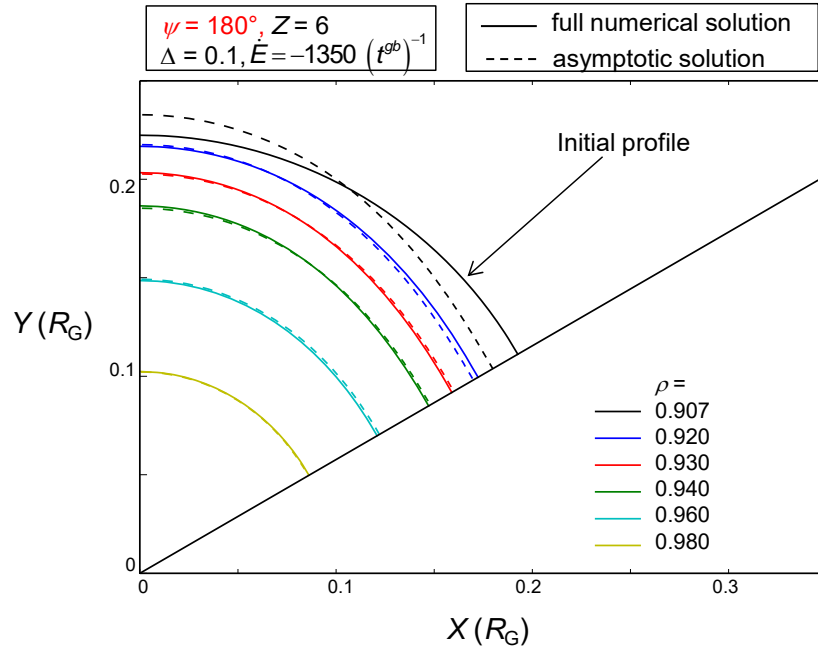 ψ = 180°, Z = 6
Δ = 0.1, Ė = −1350 (t^gb)^−1
full numerical solution
asymptotic solution
Initial profile
0.2
Y (R_G)
0.1
ρ =
0.907
0.920
0.930
0.940
0.960
0.980
0
0 0.1 0.2 0.3
X (R_G)